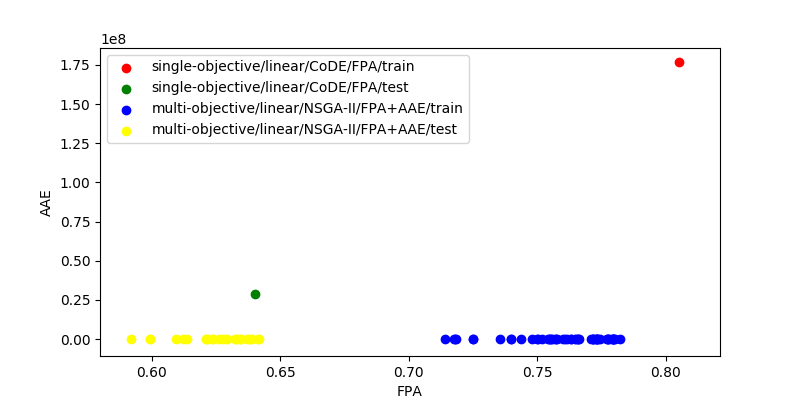 1e8
single-objective/linear/CoDE/FPA/train
single-objective/linear/CoDE/FPA/test
multi-objective/linear/NSGA-II/FPA+AAE/train
multi-objective/linear/NSGA-II/FPA+AAE/test
1.75
1.50
1.25
1.00
0.75
0.50
0.25
0.00
AAE
0.60 0.65 0.70 0.75 0.80
FPA